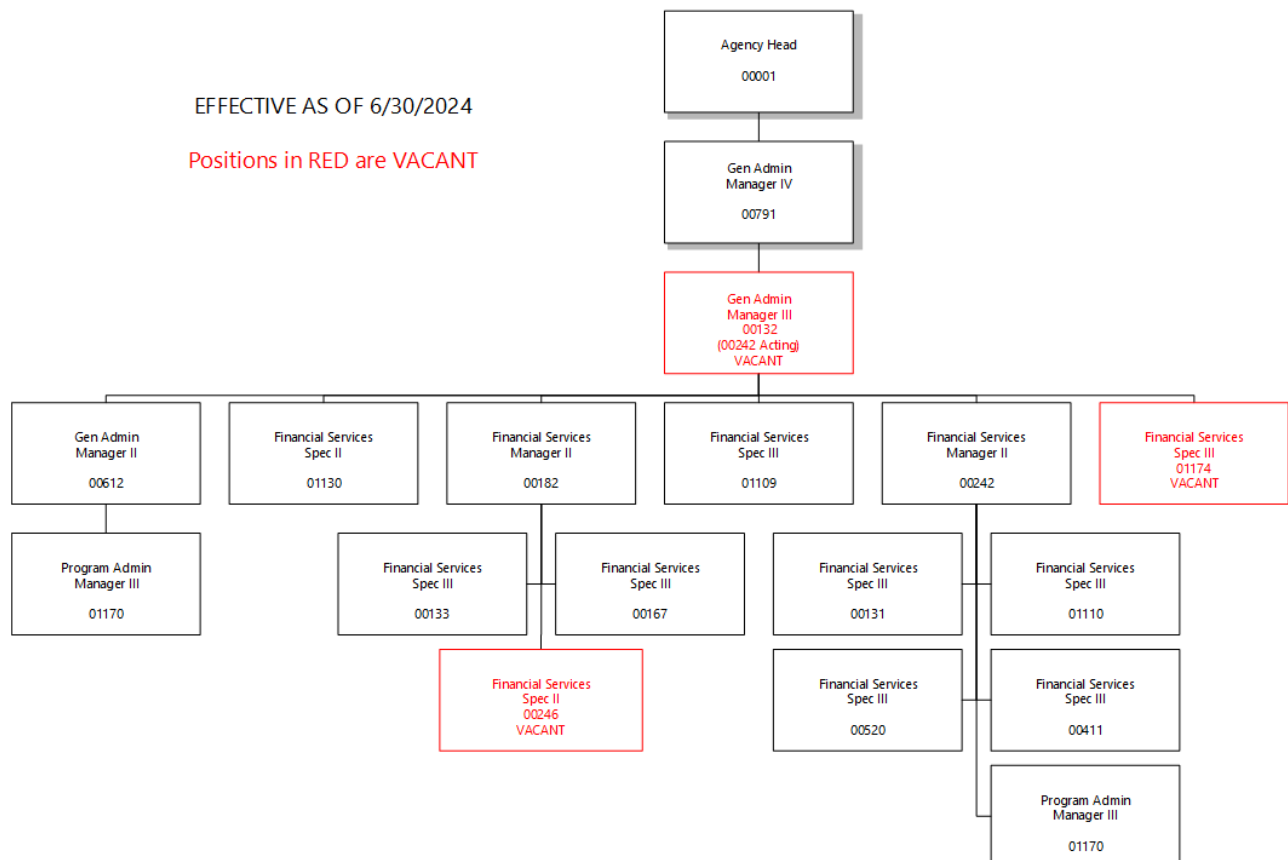 Agency Head
00001
EFFECTIVE AS OF 6/30/2024
Positions in RED are VACANT
Gen Admin
Manager IV
00791
Gen Admin
Manager III
00132
(00242 Acting)
VACANT
Gen Admin
Manager II
00612
Financial Services
Spec II
01130
Financial Services
Manager II
00182
Financial Services
Spec III
01109
Financial Services
Manager II
00242
Financial Services
Spec III
01174
VACANT
Program Admin
Manager III
01170
Financial Services
Spec III
00133
Financial Services
Spec III
00167
Financial Services
Spec III
00131
Financial Services
Spec III
01110
Financial Services
Spec II
00246
VACANT
Financial Services
Spec III
00520
Financial Services
Spec III
00411
Program Admin
Manager III
01170